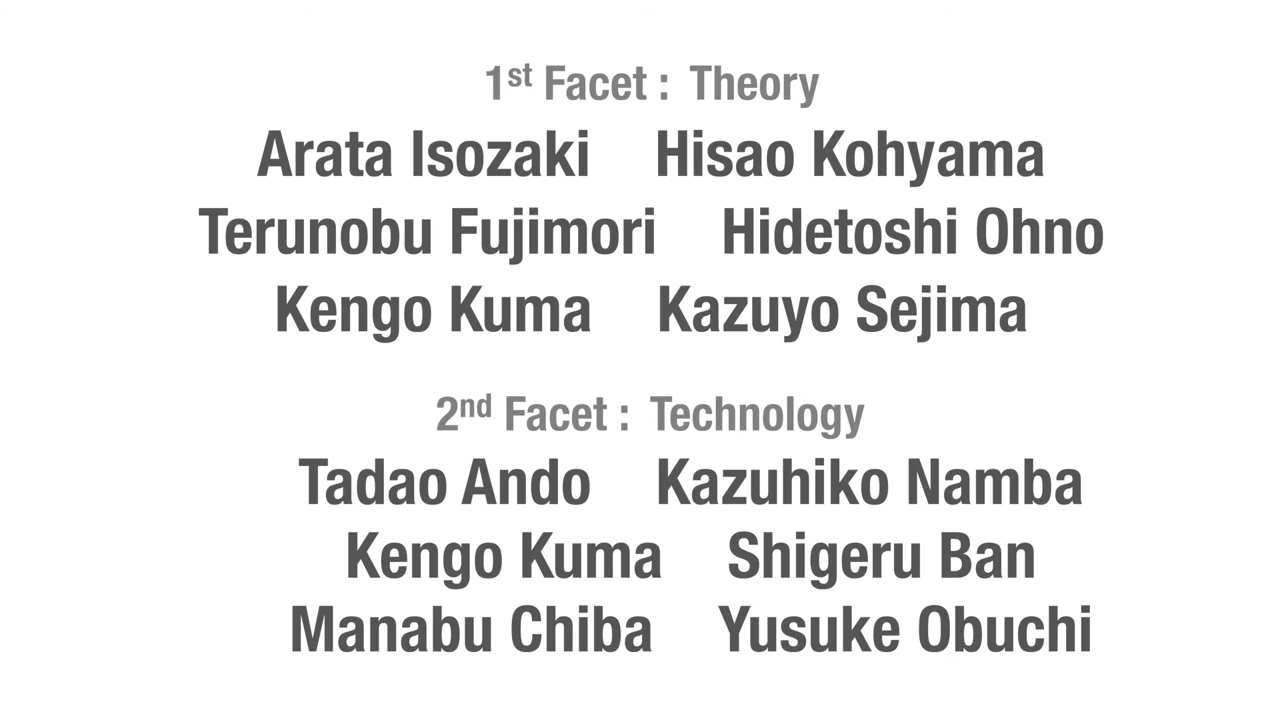 1st Facet : Theory
Arata Isozaki Hisao Kohyama
Terunobu Fujimori Hidetoshi Ohno
Kengo Kuma Kazuyo Sejima
2nd Facet : Technology
Tadao Ando Kazuhiko Namba
Kengo Kuma Shigeru Ban
Manabu Chiba Yusuke Obuchi